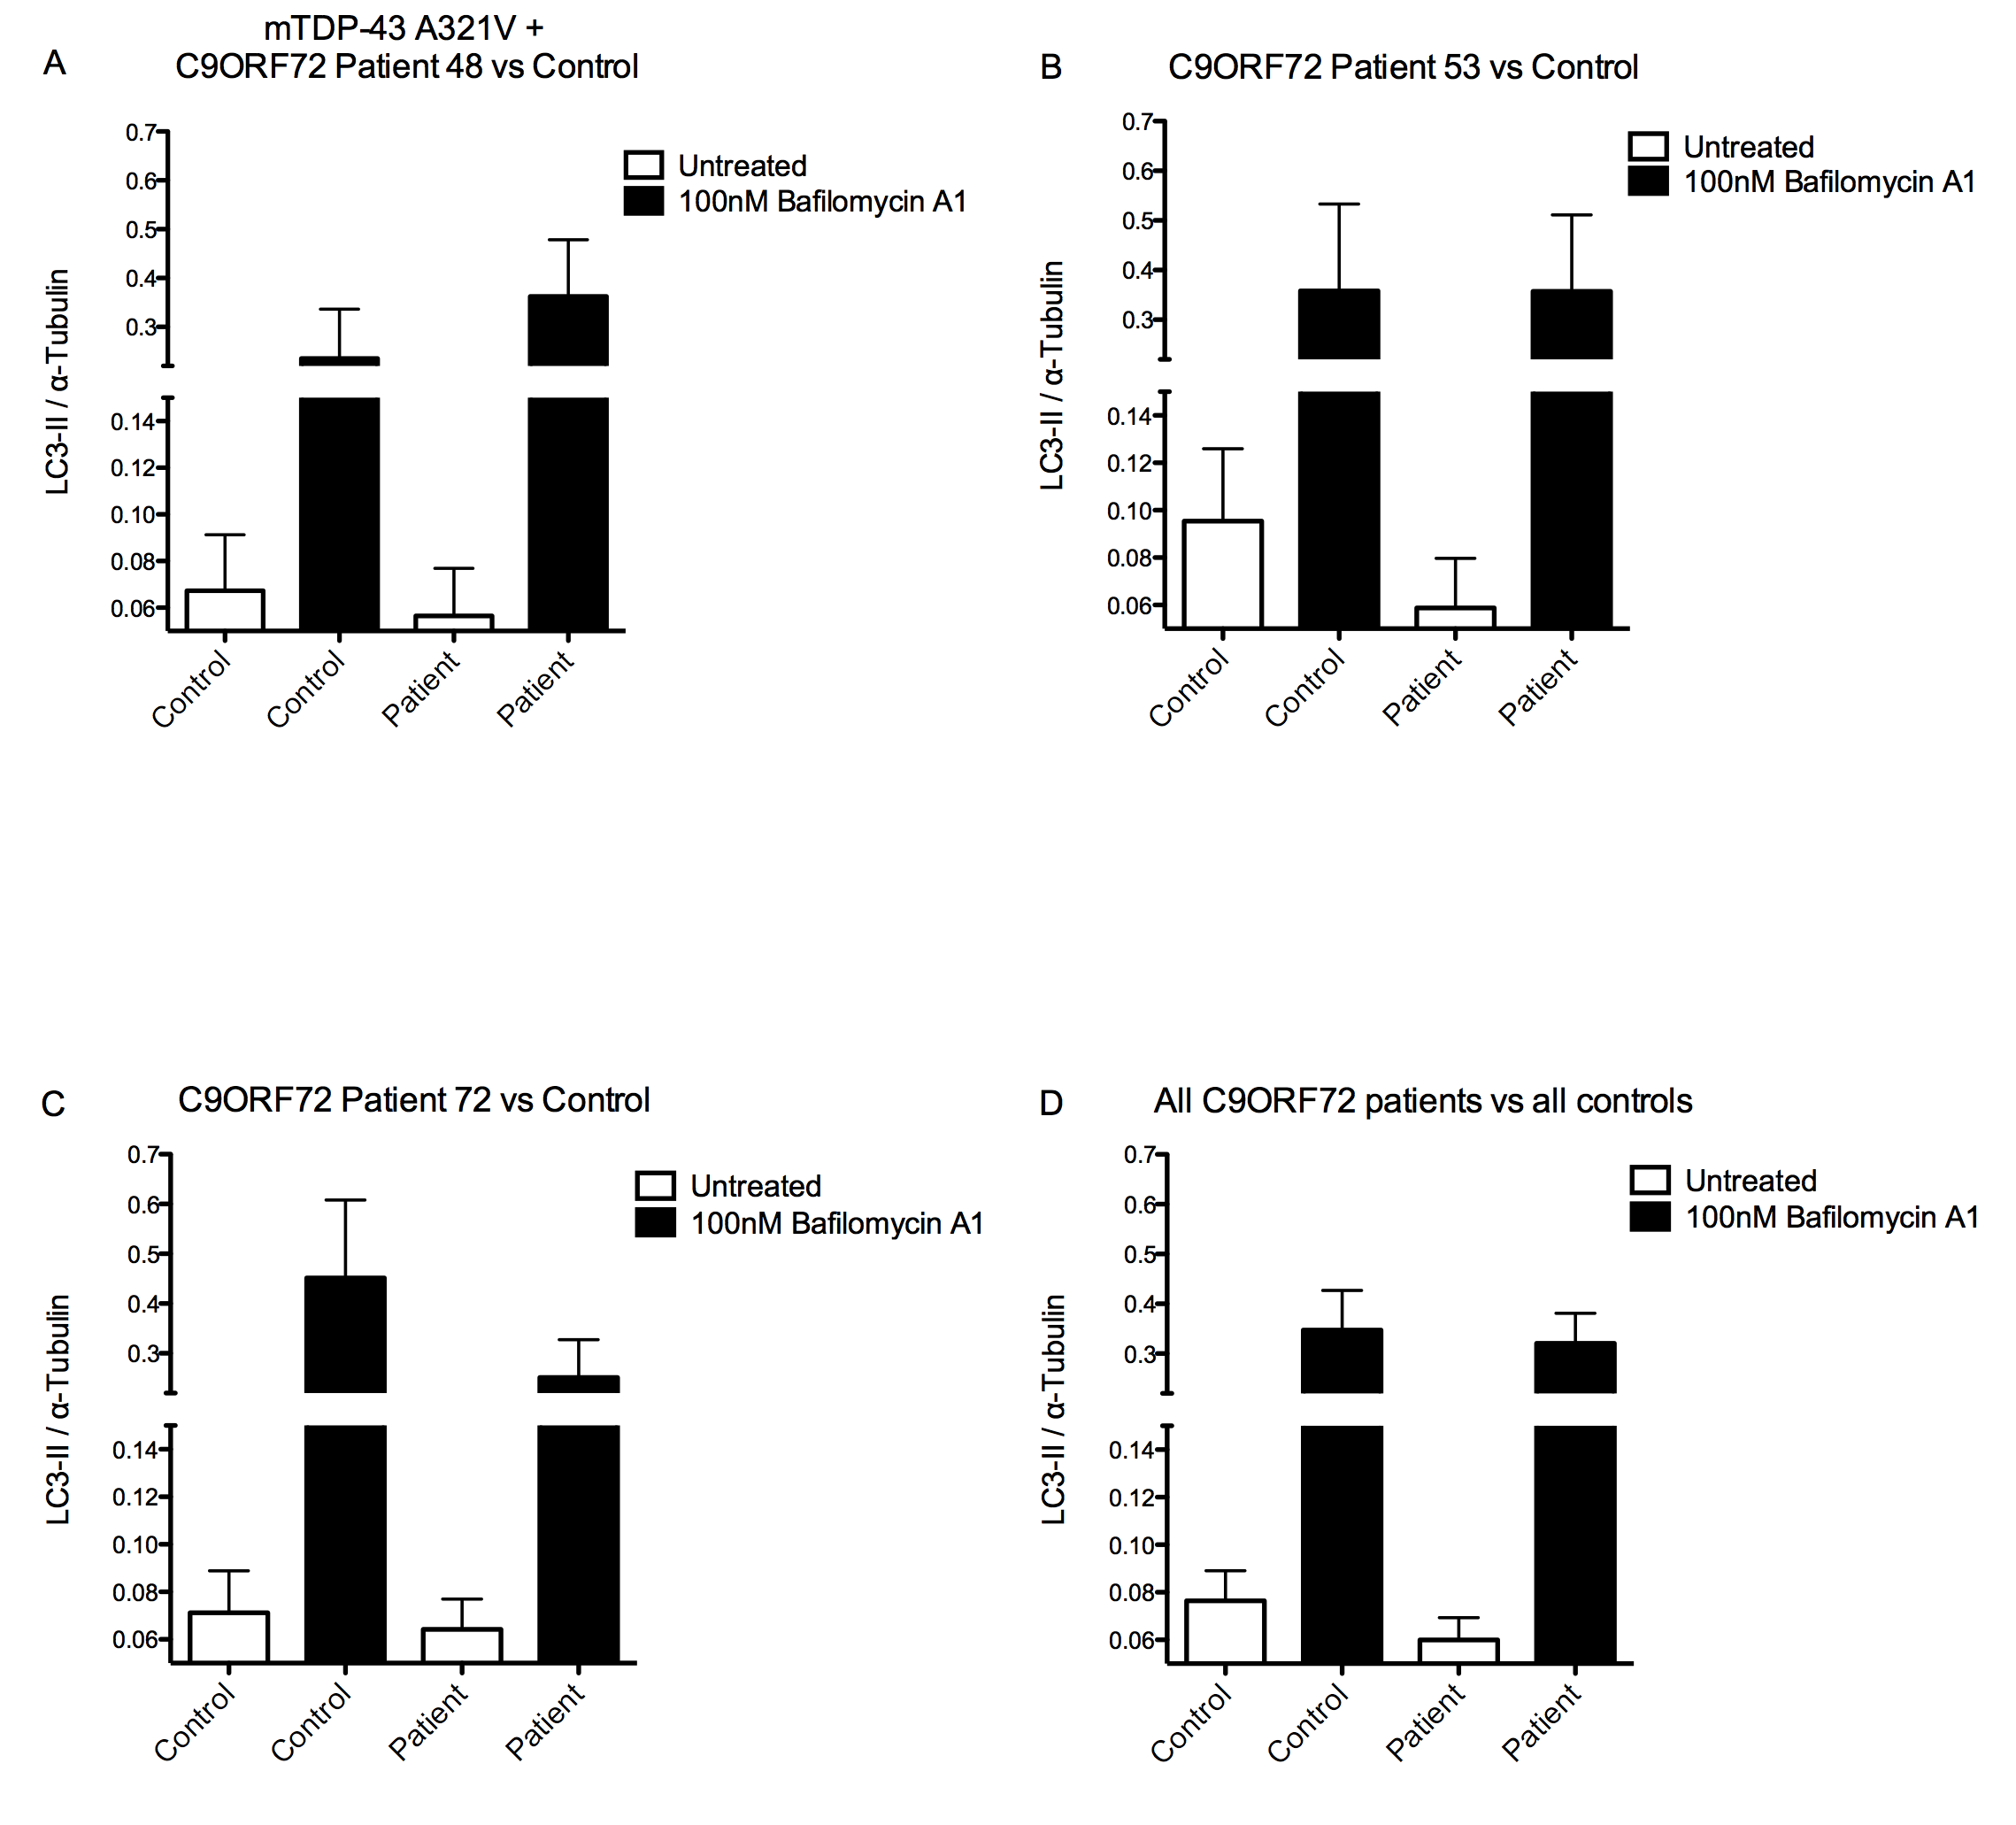 A
mTDP-43 A321V +
C9ORF72 Patient 48 vs Control
LC3-II / α-Tubulin
0.7
0.6
0.5
0.4
0.3
0.14
0.12
0.10
0.08
0.06
Control
Control
Patient
Patient
Untreated
100nM Bafilomycin A1
B
C9ORF72 Patient 53 vs Control
LC3-II / α-Tubulin
0.7
0.6
0.5
0.4
0.3
0.14
0.12
0.10
0.08
0.06
Control
Control
Patient
Patient
Untreated
100nM Bafilomycin A1
C
C9ORF72 Patient 72 vs Control
LC3-II / α-Tubulin
0.7
0.6
0.5
0.4
0.3
0.14
0.12
0.10
0.08
0.06
Control
Control
Patient
Patient
Untreated
100nM Bafilomycin A1
D
All C9ORF72 patients vs all controls
LC3-II / α-Tubulin
0.7
0.6
0.5
0.4
0.3
0.14
0.12
0.10
0.08
0.06
Control
Control
Patient
Patient
Untreated
100nM Bafilomycin A1